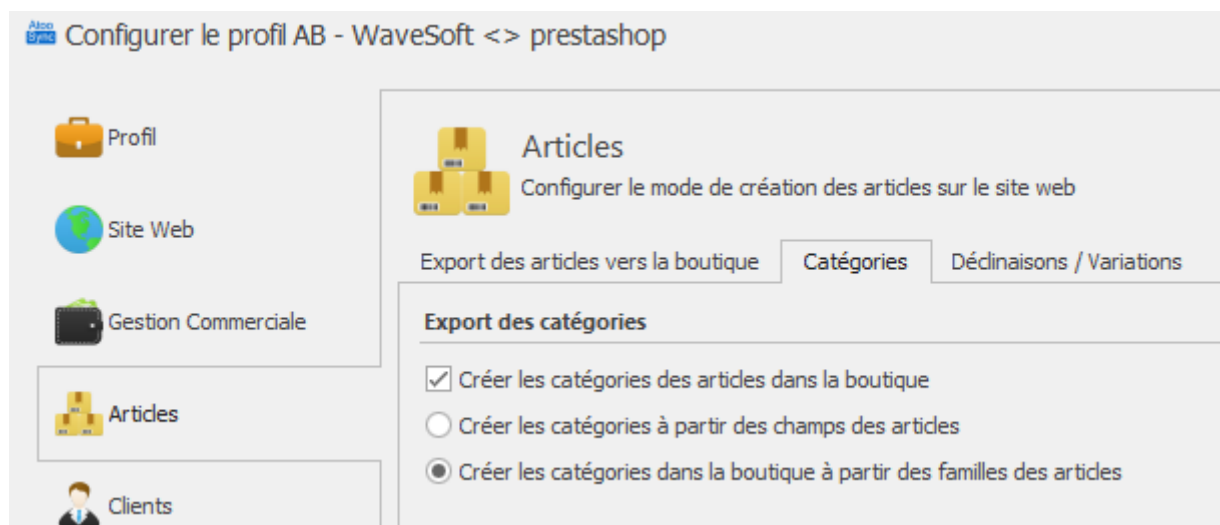 Atoo
Sync
Configurer le profil AB - WaveSoft <> prestashop
Profil
Articles
Configurer le mode de création des articles sur le site web
Site Web
Export des articles vers la boutique Catégories Déclinaisons / Variations
Gestion Commerciale
Export des catégories
Créer les catégories des articles dans la boutique
Articles
Créer les catégories à partir des champs des articles
Créer les catégories dans la boutique à partir des familles des articles
Clients